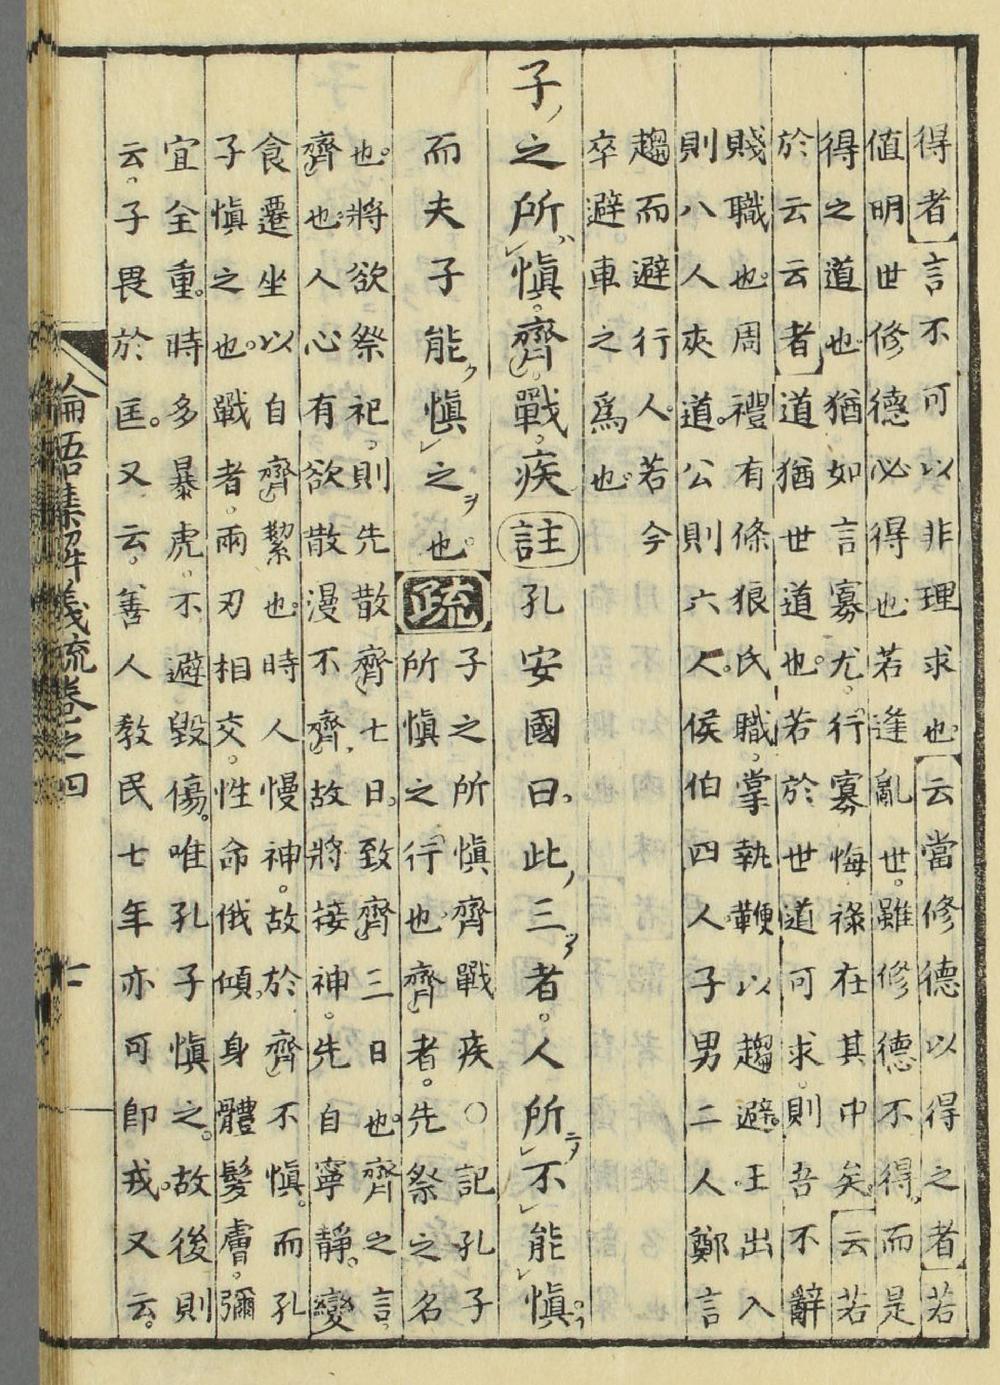 得者】言不可以非理求也。【云當修德以得之者】若
値明世修德必得也。若逢亂世。雖修德不得。而是
得之道也。猶如言寡尤。行寡悔。祿在其中矣。【云若
於云云者】道猶世道也。若於世道可求。則吾不辭
賤職也。周禮有條狼氏職。掌執鞭以趨避。王出入
則八人夾道。公則六人。侯伯四人。子男二人鄭言
趨而避行人。若今
卒避車之爲也。
子之所愼。齊。戰。疾 註 孔安國曰。此三者。人所不能愼。
而夫子能愼之也。 疏 子之所愼齊戰疾○記孔子
所愼之行也。齊者。先祭之名
也。將欲祭祀。則先散齊七日。致齊三日也。齊之言。
齊也。人心有欲散漫不齊。故將接神。先自寧靜。變
食遷坐以自齊潔也。時人慢神。故於齊不愼。而孔
子愼之也。戰者。兩刃相交。性命俄傾。身體髮膚。彌
宜全重。時多暴虎。不避毀傷。唯孔子愼之。故後則
云。子畏於匡。又云。善人敎民七年亦可卽戎。又云。
論語集解義疏卷之四 七